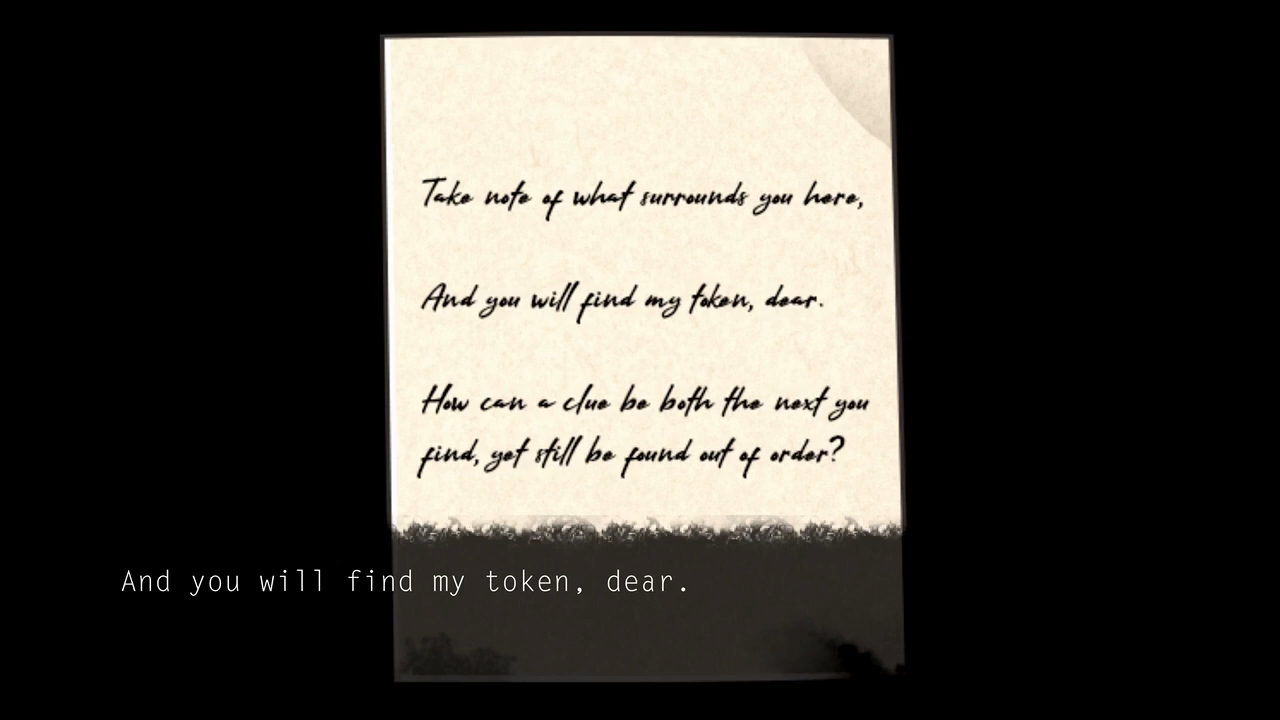 Take note of what surrounds you here,
And you will find my token, dear.
How can a clue be both the next you
find, yet still be found out of order?
And you will find my token, dear.